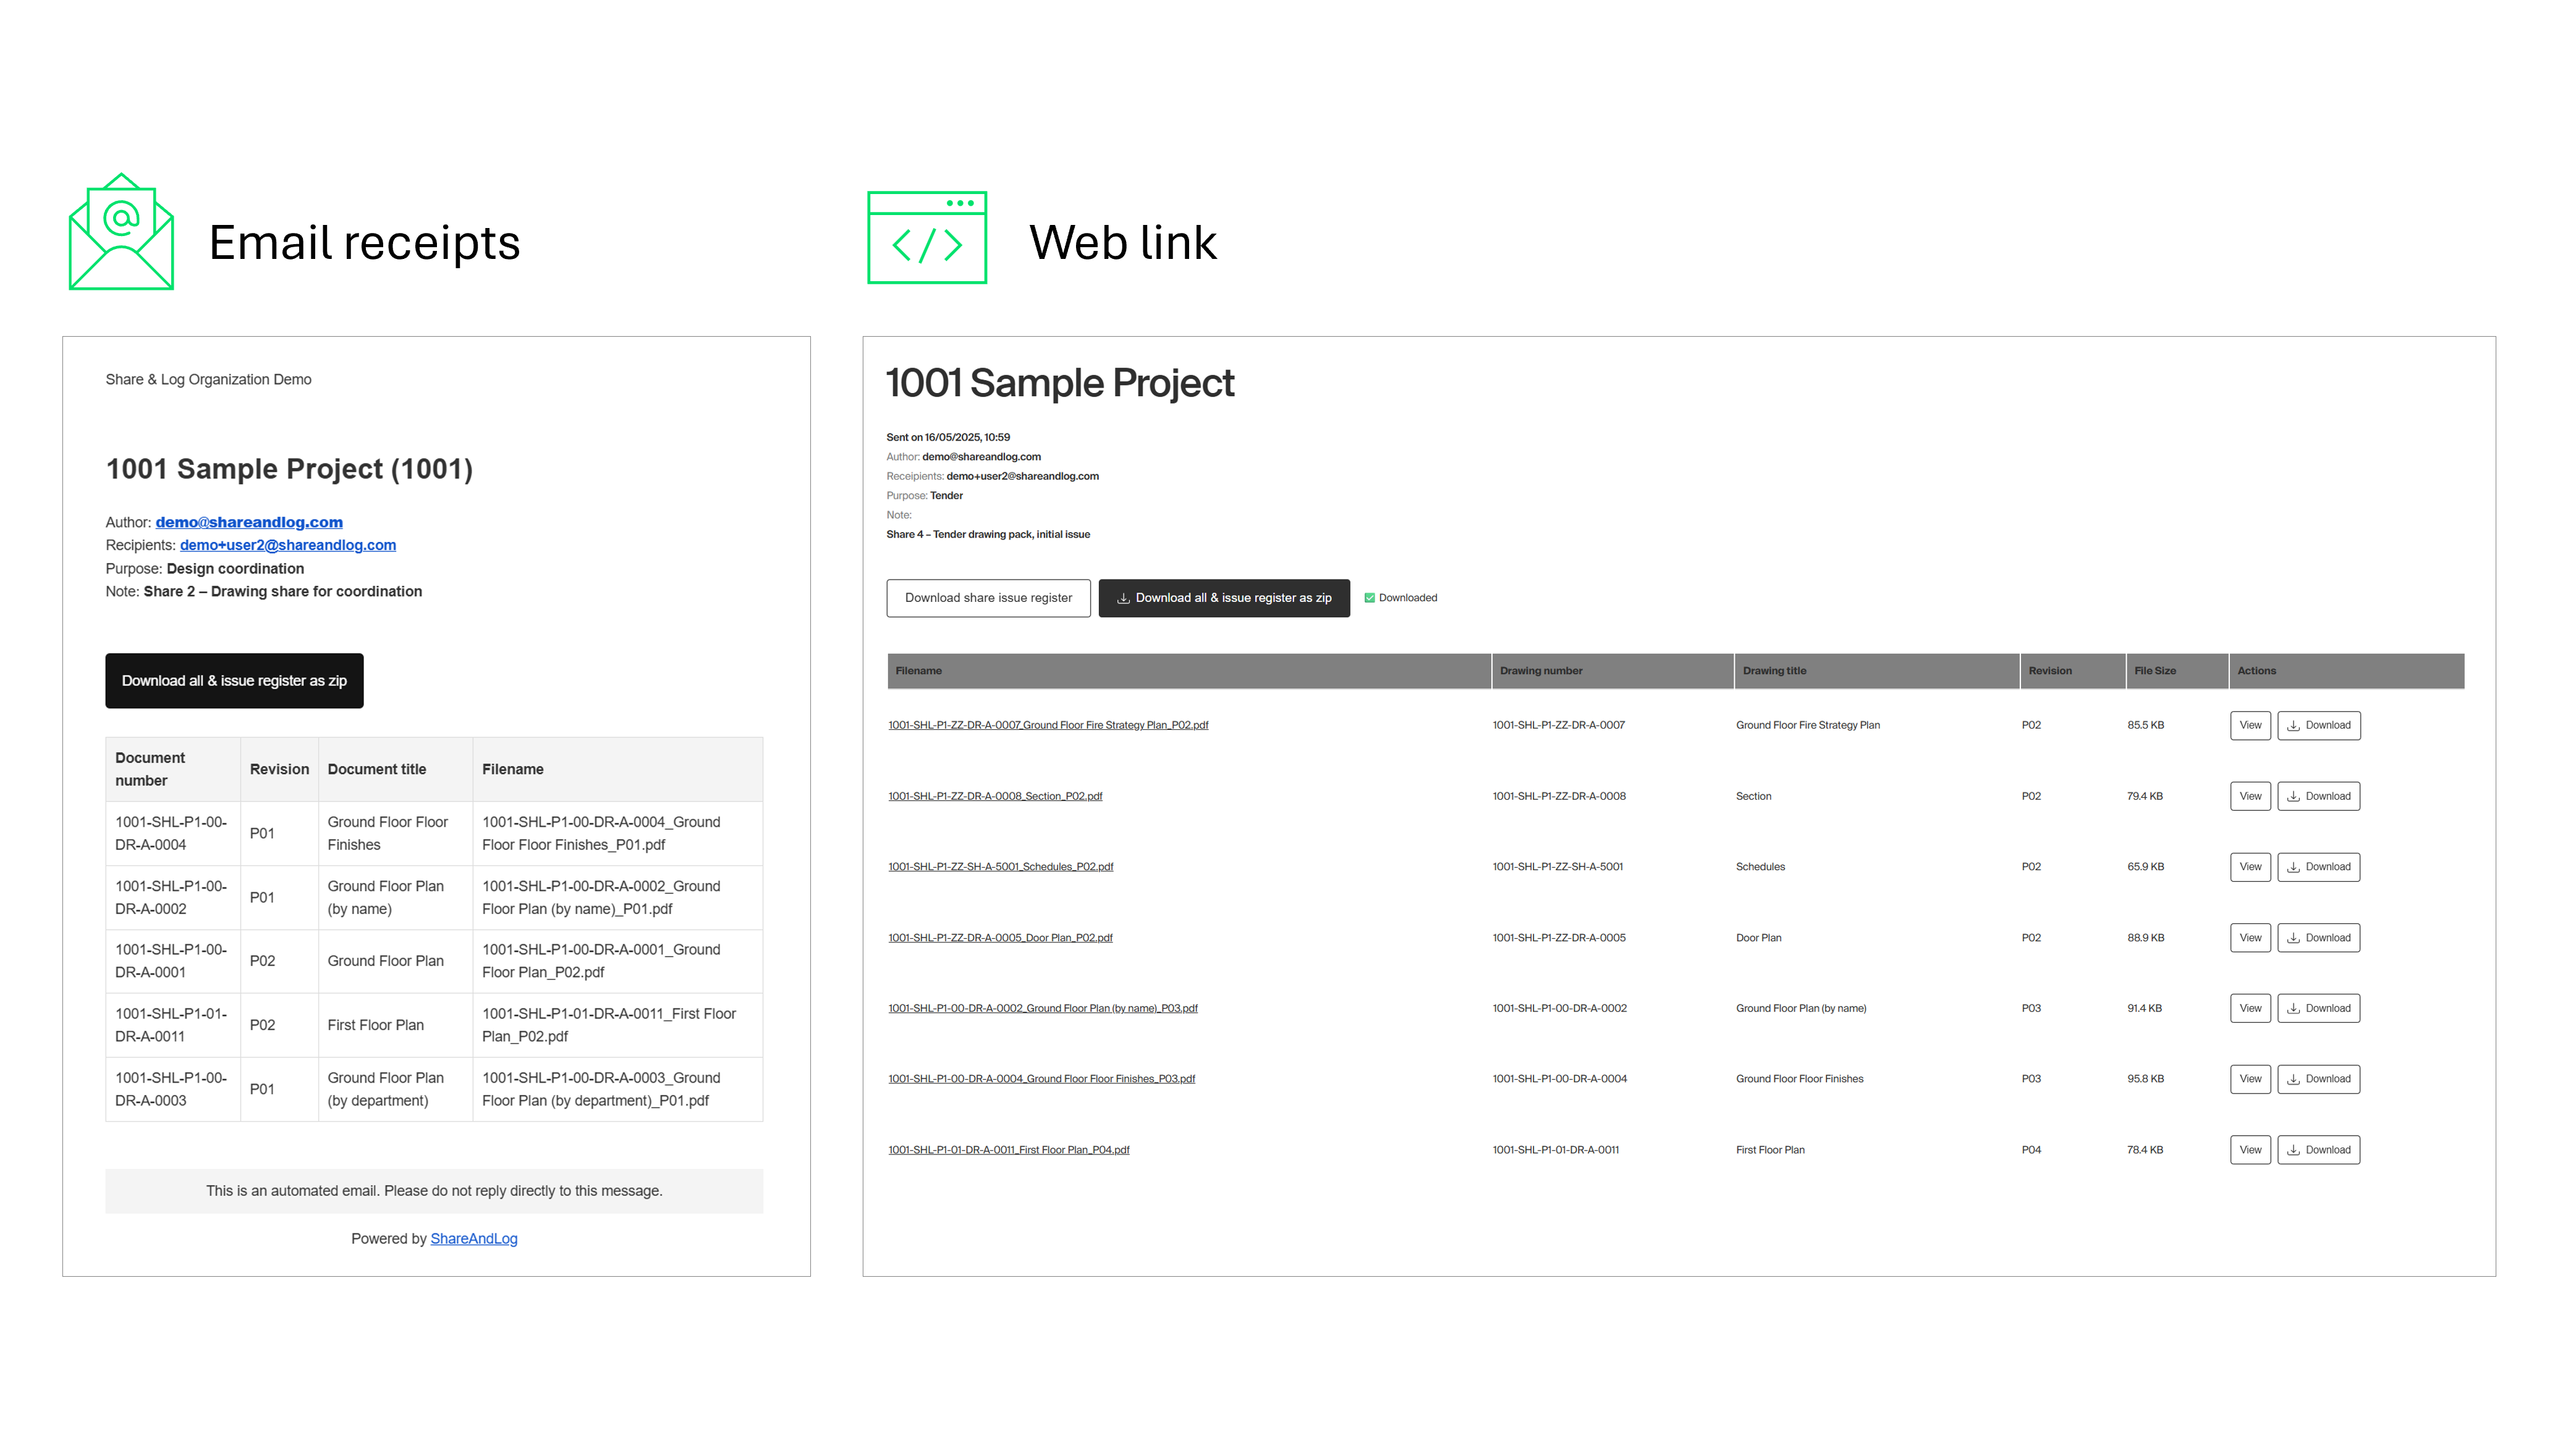 Email receipts
Share & Log Organization Demo
1001 Sample Project (1001)
Author: demo@shareandlog.com
Recipients: demo+user2@shareandlog.com
Purpose: Design coordination
Note: Share 2 – Drawing share for coordination
Download all & issue register as zip
Document number Revision Document title Filename
1001-SHL-P1-00-DR-A-0004 P01 Ground Floor Floor Finishes 1001-SHL-P1-00-DR-A-0004_Ground Floor Floor Finishes_P01.pdf
1001-SHL-P1-00-DR-A-0002 P01 Ground Floor Plan (by name) 1001-SHL-P1-00-DR-A-0002_Ground Floor Plan (by name)_P01.pdf
1001-SHL-P1-00-DR-A-0001 P02 Ground Floor Plan 1001-SHL-P1-00-DR-A-0001_Ground Floor Plan_P02.pdf
1001-SHL-P1-01-DR-A-0011 P02 First Floor Plan 1001-SHL-P1-01-DR-A-0011_First Floor Plan_P02.pdf
1001-SHL-P1-00-DR-A-0003 P01 Ground Floor Plan (by department) 1001-SHL-P1-00-DR-A-0003_Ground Floor Plan (by department)_P01.pdf
This is an automated email. Please do not reply directly to this message.
Powered by ShareAndLog
Web link
1001 Sample Project
Sent on 16/05/2025, 10:59
Author: demo@shareandlog.com
Receipients: demo+user2@shareandlog.com
Purpose: Tender
Note:
Share 4 – Tender drawing pack, initial issue
Download share issue register Download all & issue register as zip Downloaded
Filename Drawing number Drawing title Revision File Size Actions
1001-SHL-P1-ZZ-DR-A-0007_Ground Floor Fire Strategy Plan_P02.pdf 1001-SHL-P1-ZZ-DR-A-0007 Ground Floor Fire Strategy Plan P02 85.5 KB View Download
1001-SHL-P1-ZZ-DR-A-0008_Section_P02.pdf 1001-SHL-P1-ZZ-DR-A-0008 Section P02 79.4 KB View Download
1001-SHL-P1-ZZ-SH-A-5001_Schedules_P02.pdf 1001-SHL-P1-ZZ-SH-A-5001 Schedules P02 65.9 KB View Download
1001-SHL-P1-ZZ-DR-A-0005_Door Plan_P02.pdf 1001-SHL-P1-ZZ-DR-A-0005 Door Plan P02 88.9 KB View Download
1001-SHL-P1-00-DR-A-0002_Ground Floor Plan (by name)_P03.pdf 1001-SHL-P1-00-DR-A-0002 Ground Floor Plan (by name) P03 91.4 KB View Download
1001-SHL-P1-00-DR-A-0004_Ground Floor Floor Finishes_P03.pdf 1001-SHL-P1-00-DR-A-0004 Ground Floor Floor Finishes P03 95.8 KB View Download
1001-SHL-P1-01-DR-A-0011_First Floor Plan_P04.pdf 1001-SHL-P1-01-DR-A-0011 First Floor Plan P04 78.4 KB View Download